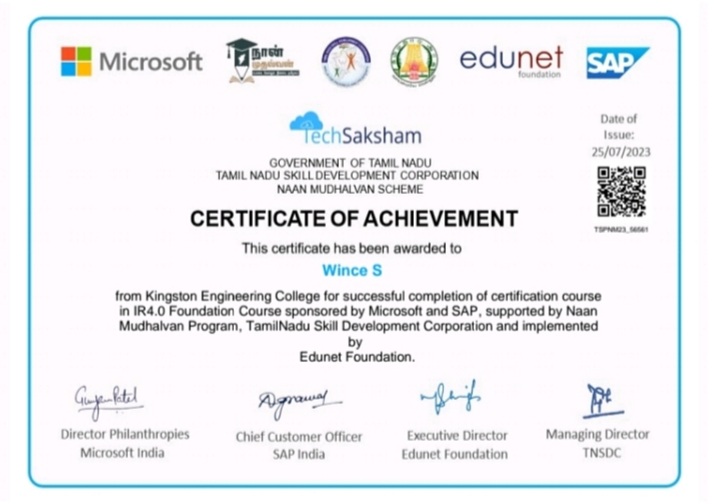 Microsoft
நான்
முதல்வன்
edunet
foundation
SAP
TechSaksham
Date of
Issue:
25/07/2023
GOVERNMENT OF TAMIL NADU
TAMIL NADU SKILL DEVELOPMENT CORPORATION
NAAN MUDHALVAN SCHEME
TSPNM23_56561
CERTIFICATE OF ACHIEVEMENT
This certificate has been awarded to
Wince S
from Kingston Engineering College for successful completion of certification course
in IR4.0 Foundation Course sponsored by Microsoft and SAP, supported by Naan
Mudhalvan Program, TamilNadu Skill Development Corporation and implemented
by
Edunet Foundation.
Director Philanthropies
Microsoft India
Chief Customer Officer
SAP India
Executive Director
Edunet Foundation
Managing Director
TNSDC